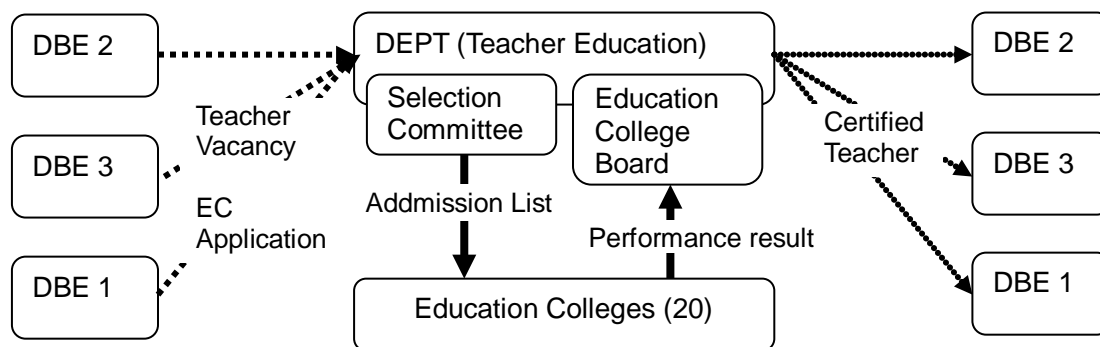 DBE 2
DBE 3
DBE 1
Teacher
Vacancy
EC
Application
DEPT (Teacher Education)
Selection
Committee
Education
College
Board
Addmission List
Performance result
Education Colleges (20)
Certified
Teacher
DBE 2
DBE 3
DBE 1